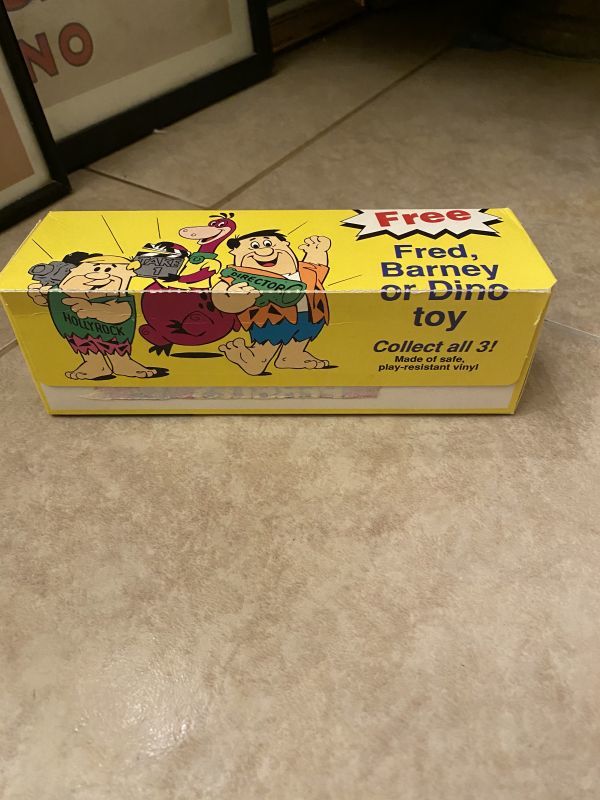 NO
Free
Fred,
Barney
or Dino
toy
Collect all 3!
Made of safe,
play-resistant vinyl
TAKE
1
DIRECTOR
HOLLYROCK